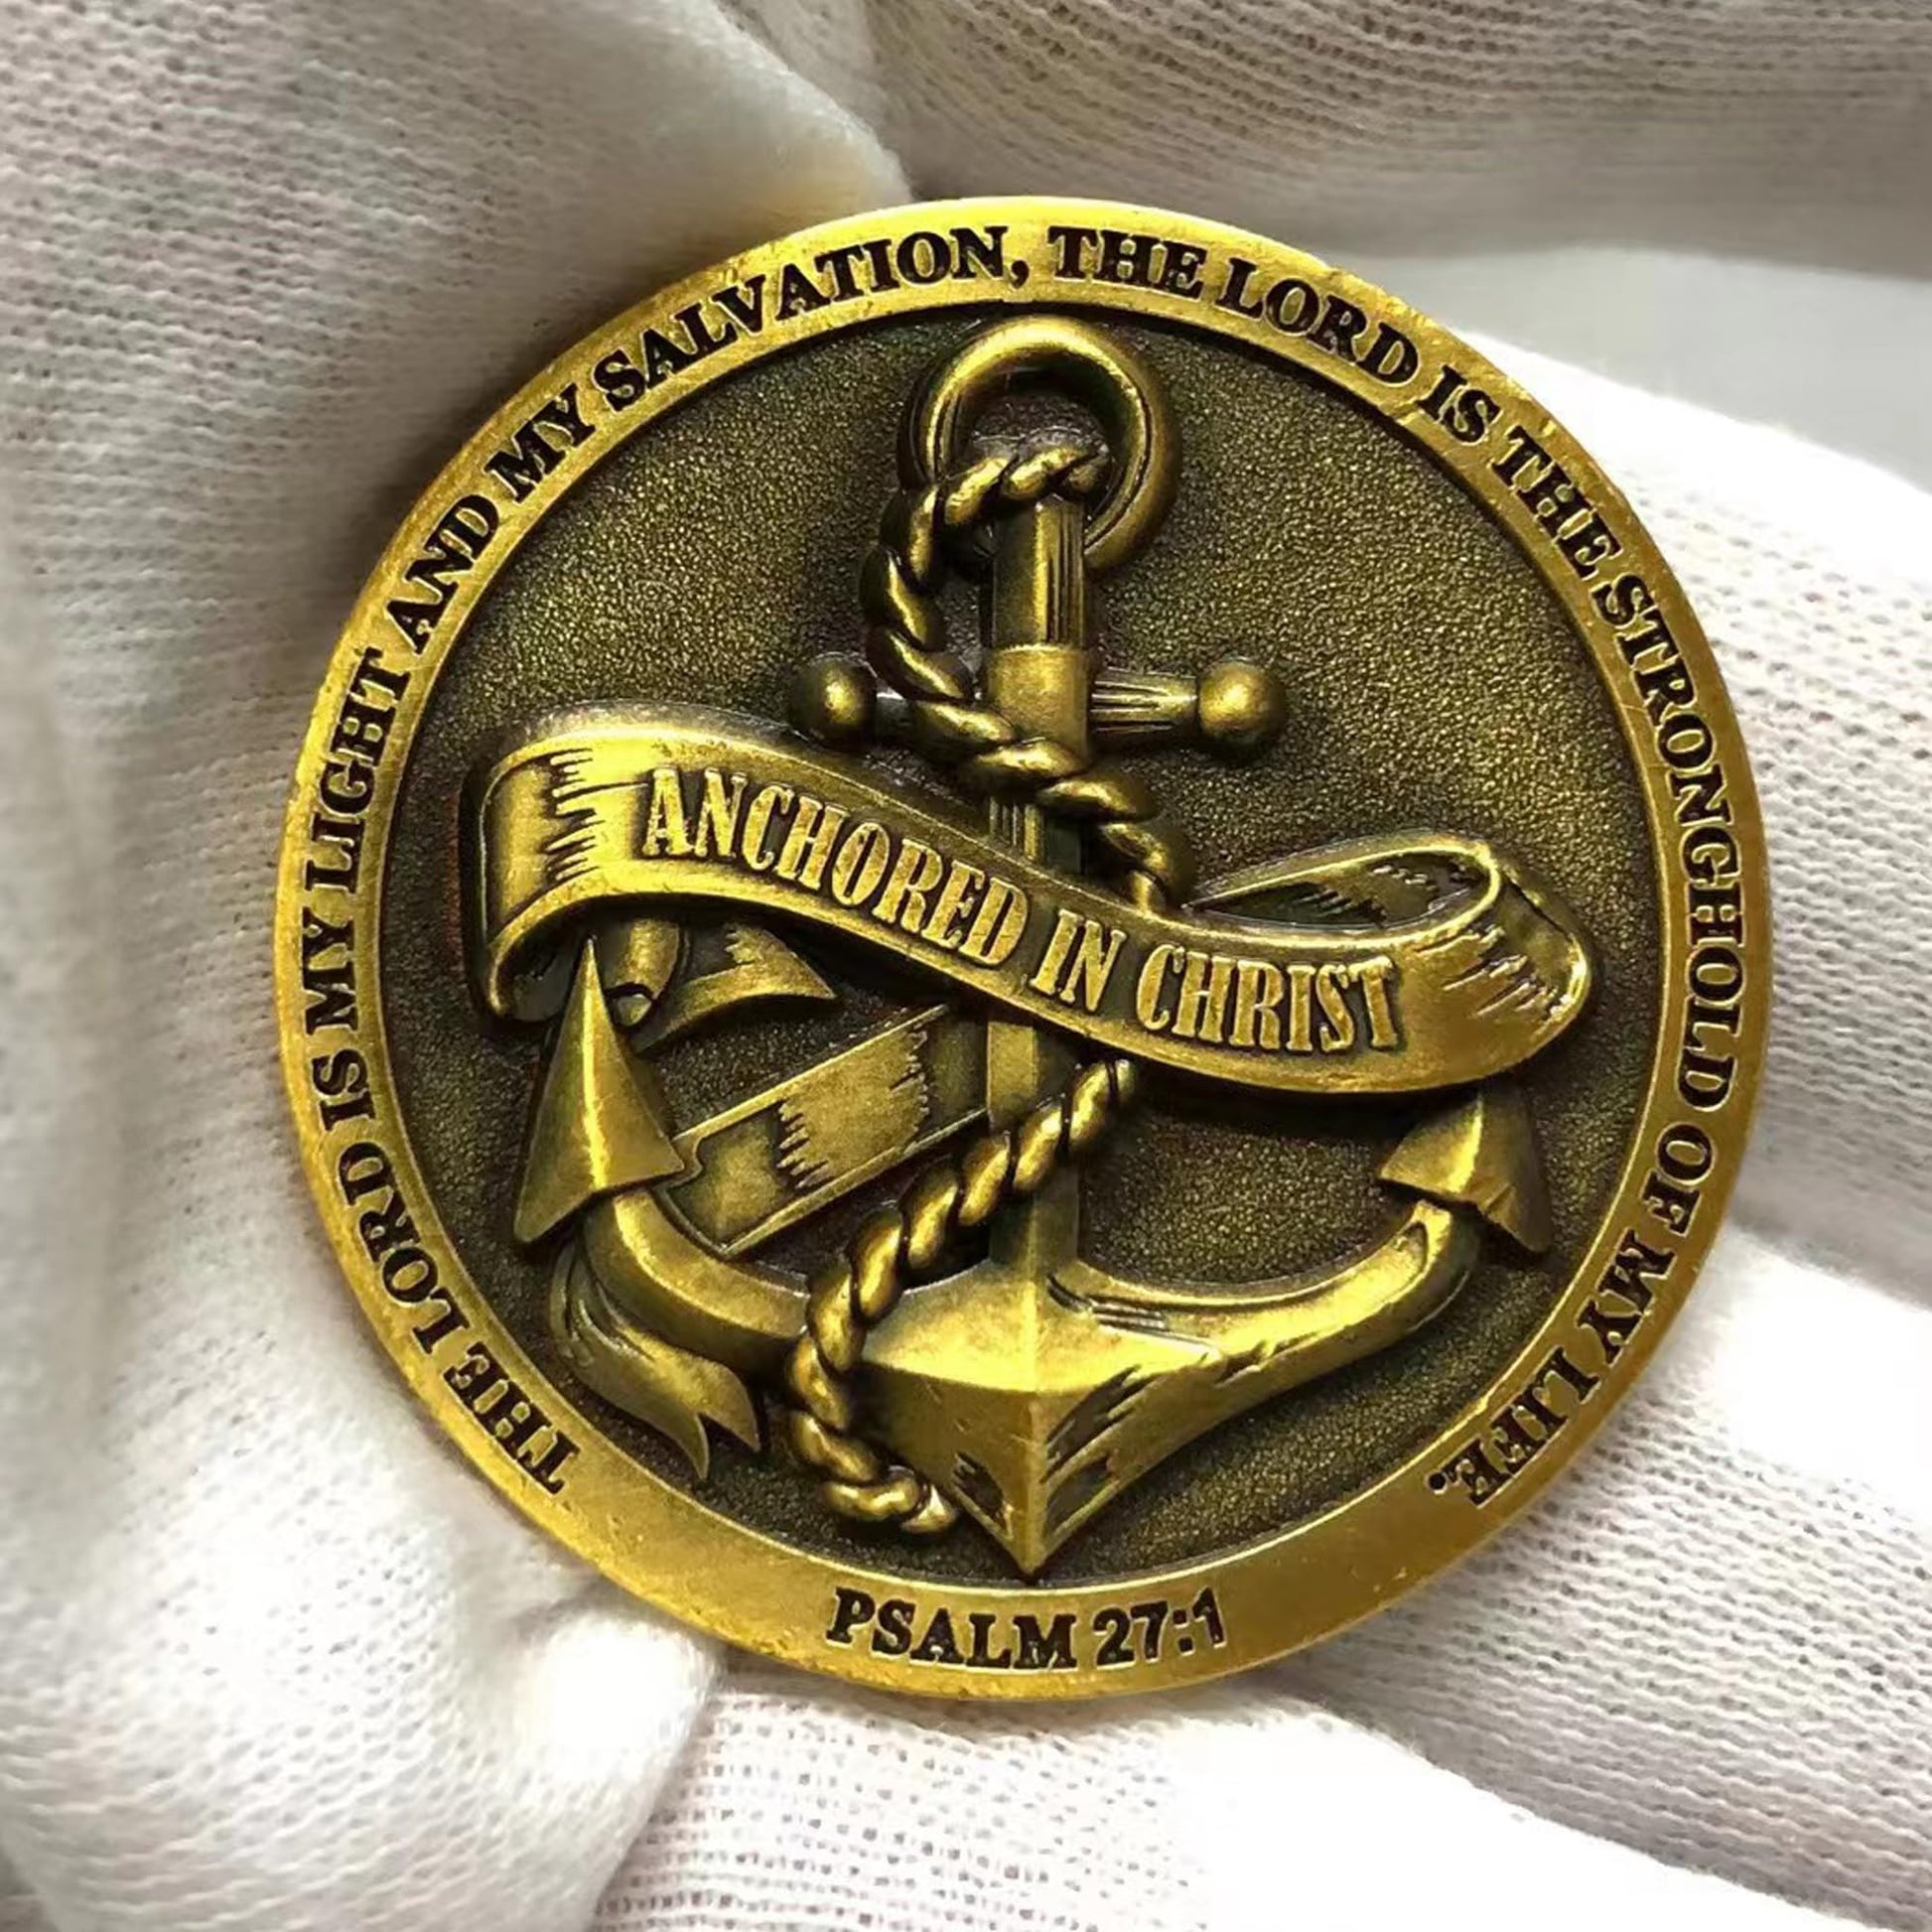 THE LORD IS MY LIGHT AND MY SALVATION, THE LORD IS THE STRONGHOLD OF MY LIFE.
ANCHORED IN CHRIST
PSALM 27:1